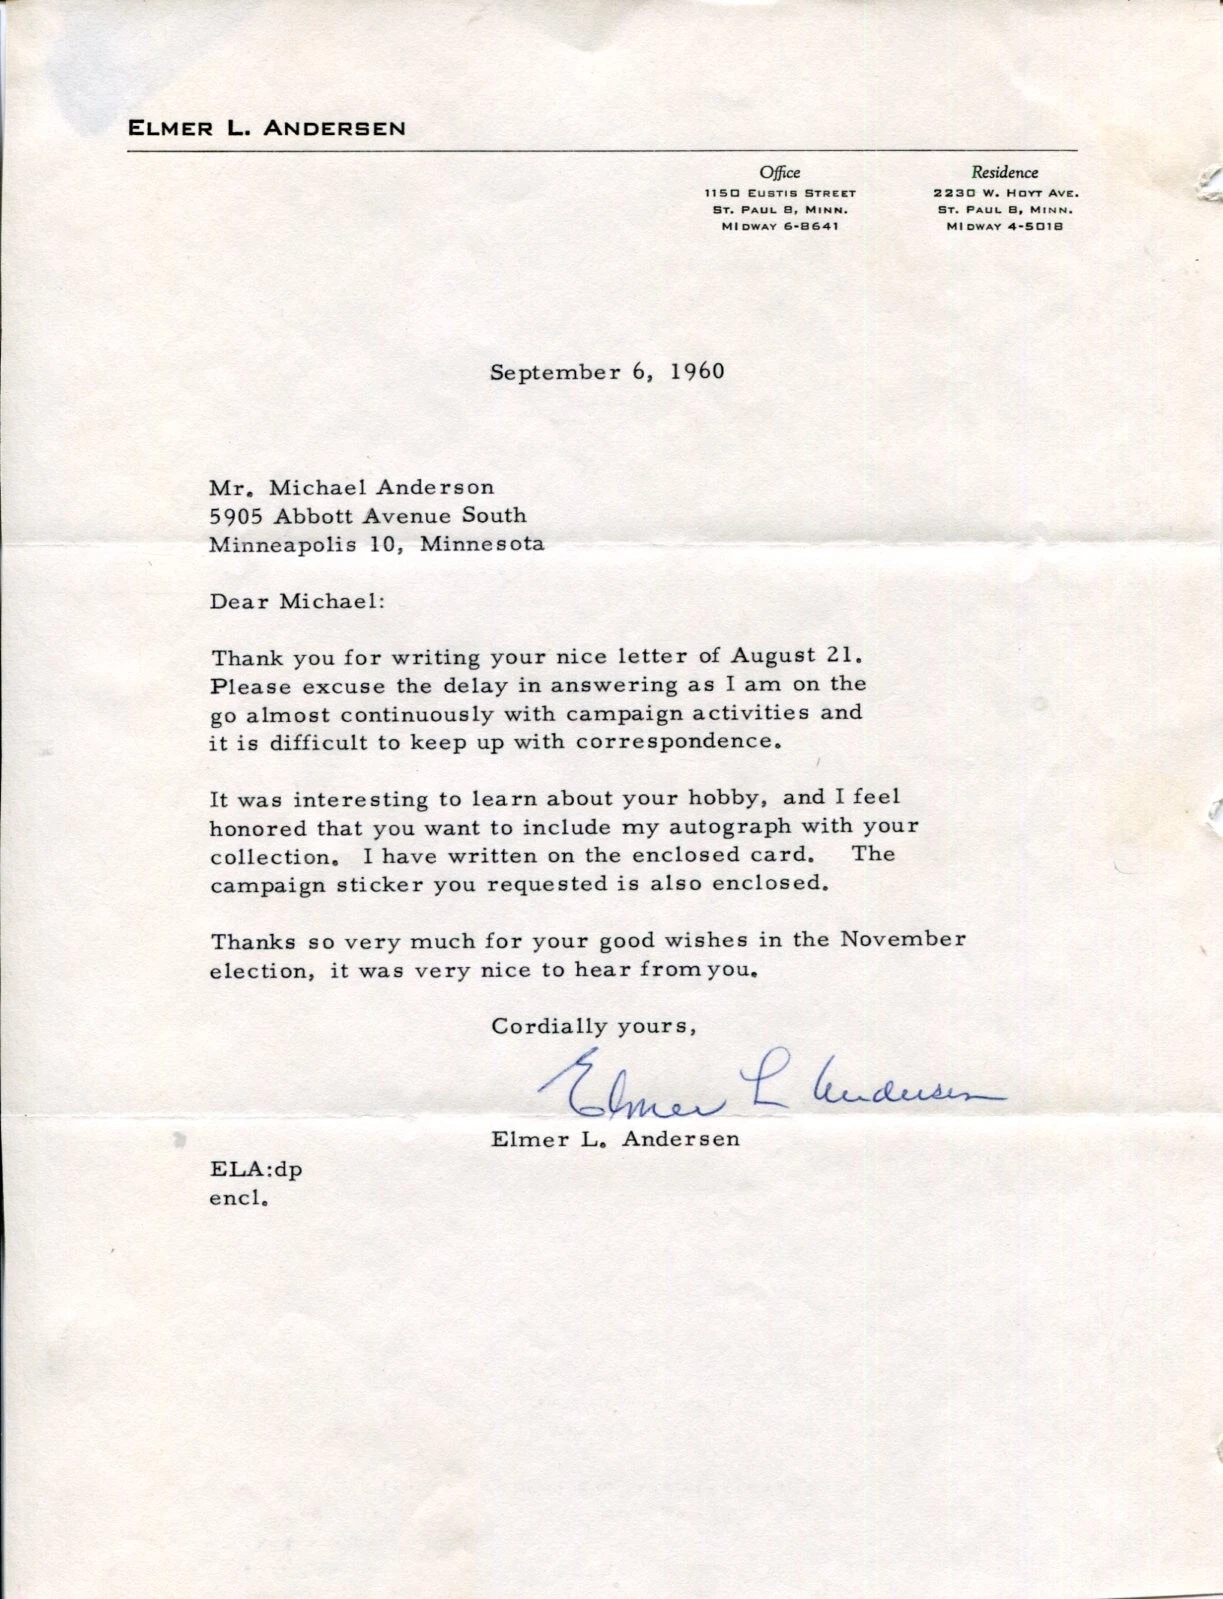 ELMER L. ANDERSEN
Office
1150 EUSTIS STREET
ST. PAUL 8, MINN.
MIDWAY 6-8641
Residence
2230 W. HOYT AVE.
ST. PAUL 8, MINN.
MIDWAY 4-5018
September 6, 1960
Mr. Michael Anderson
5905 Abbott Avenue South
Minneapolis 10, Minnesota
Dear Michael:
Thank you for writing your nice letter of August 21.
Please excuse the delay in answering as I am on the
go almost continuously with campaign activities and
it is difficult to keep up with correspondence.
It was interesting to learn about your hobby, and I feel
honored that you want to include my autograph with your
collection. I have written on the enclosed card. The
campaign sticker you requested is also enclosed.
Thanks so very much for your good wishes in the November
election, it was very nice to hear from you.
Cordially yours,
Elmer L Andersen
Elmer L. Andersen
ELA:dp
encl.